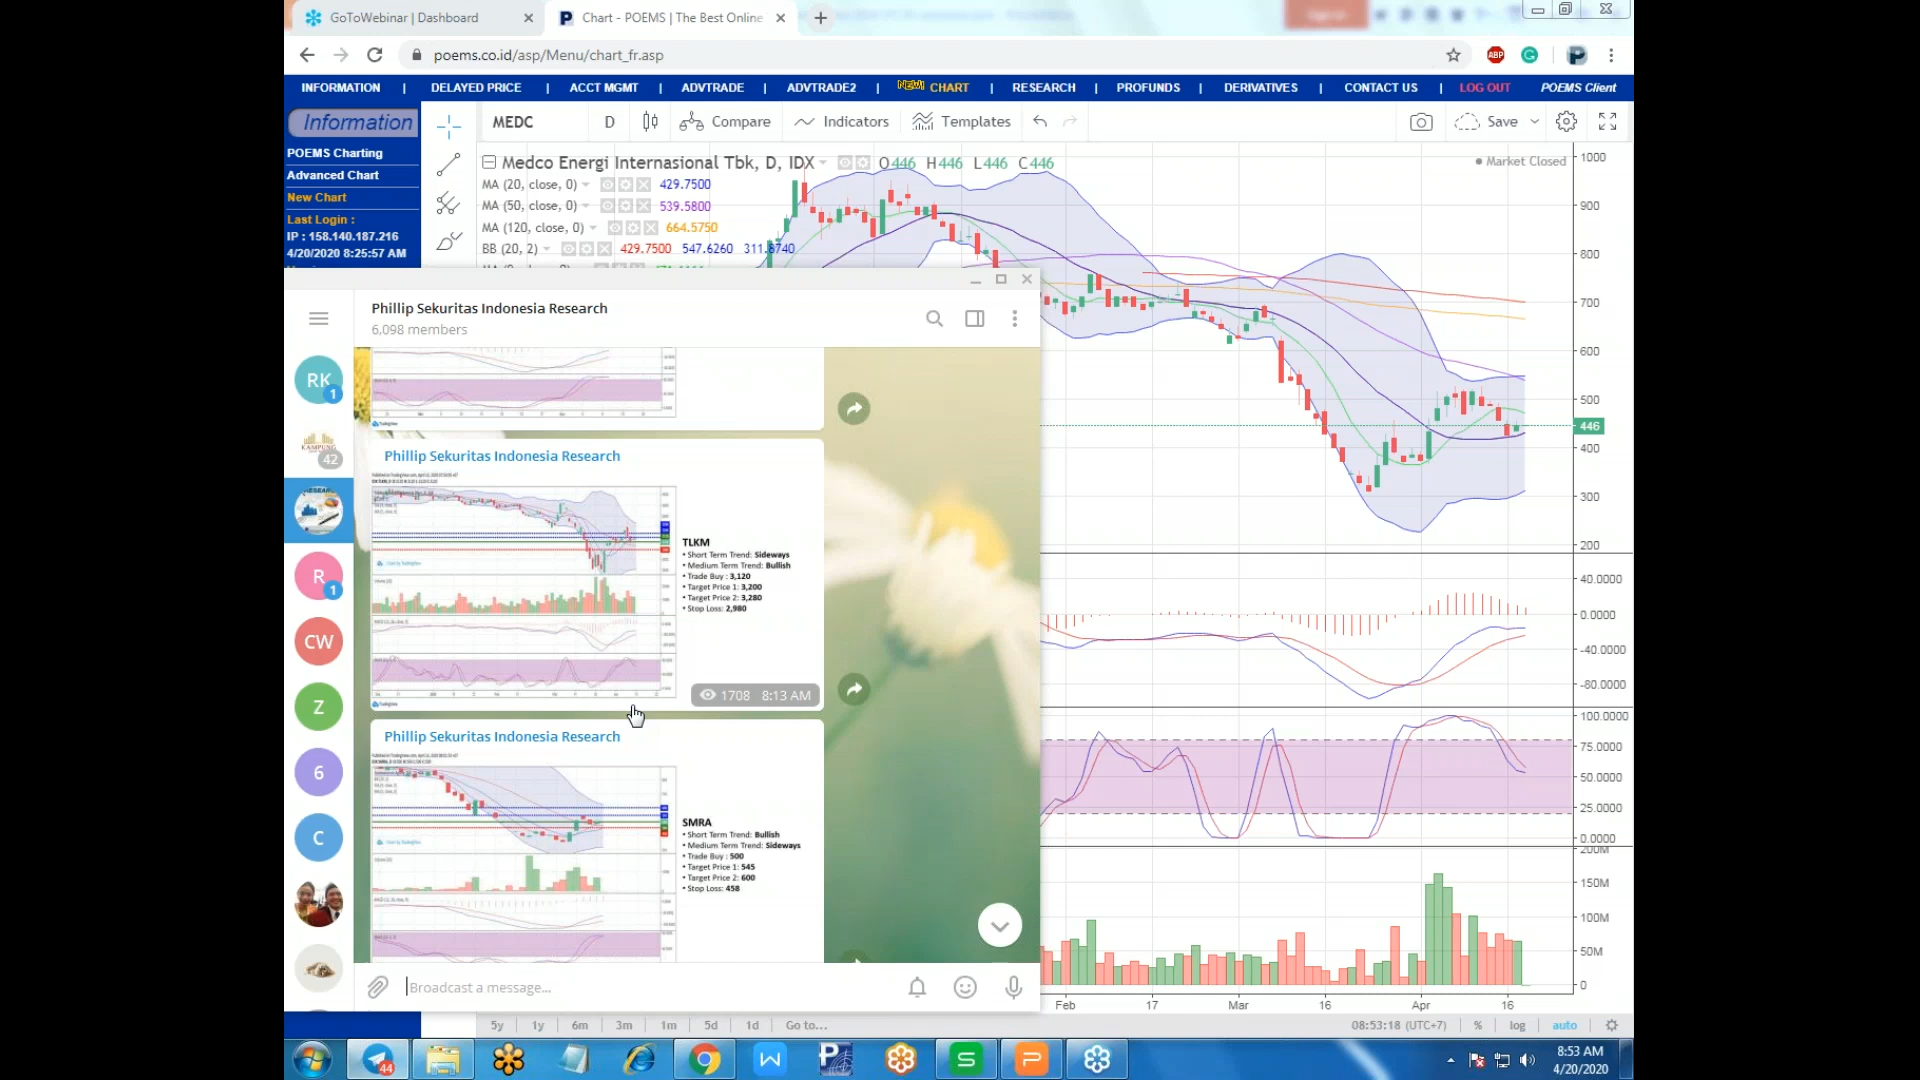 GoToWebinar | Dashboard
Chart - POEMS | The Best Online
poems.co.id/asp/Menu/chart_fr.asp
ABP
INFORMATION | DELAYED PRICE | ACCT MGMT | ADVTRADE | ADVTRADE2 | NEW! CHART | RESEARCH | PROFUNDS | DERIVATIVES | CONTACT US | LOG OUT POEMS Client
Information
POEMS Charting
Advanced Chart
New Chart
Last Login :
IP : 158.140.187.216
4/20/2020 8:25:57 AM
MEDC D Compare Indicators Templates Save
Medco Energi Internasional Tbk, D, IDX O446 H446 L446 C446
Market Closed
MA (20, close, 0) 429.7500
MA (50, close, 0) 539.5800
MA (120, close, 0) 664.5750
BB (20, 2) 429.7500 547.6260 311.8740
1000
900
800
700
600
500
446
400
300
200
40.0000
0.0000
-40.0000
-80.0000
100.0000
75.0000
50.0000
25.0000
0.0000
200M
150M
100M
50M
0
Feb 17 Mar 16 Apr 16
5y 1y 6m 3m 1m 5d 1d Go to...
08:53:18 (UTC+7) % log auto
Phillip Sekuritas Indonesia Research
6,098 members
RK
1
KAMPUNG
42
R
1
CW
Z
6
C
Phillip Sekuritas Indonesia Research
TLKM
• Short Term Trend: Sideways
• Medium Term Trend: Bullish
• Trade Buy : 3,120
• Target Price 1: 3,200
• Target Price 2: 3,280
• Stop Loss: 2,980
1708 8:13 AM
Phillip Sekuritas Indonesia Research
SMRA
• Short Term Trend: Bullish
• Medium Term Trend: Sideways
• Trade Buy : 500
• Target Price 1: 545
• Target Price 2: 600
• Stop Loss: 458
Broadcast a message...
44
8:53 AM
4/20/2020